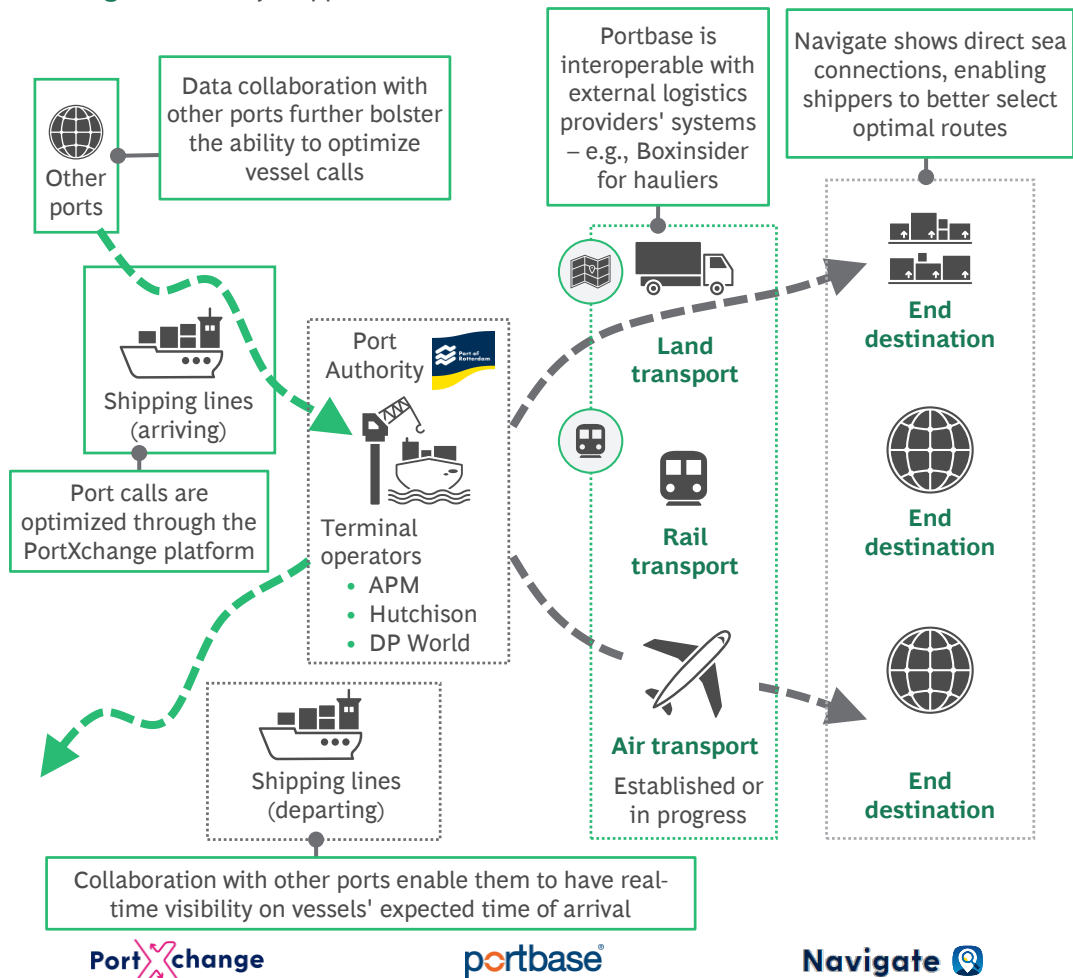 Portbase is
interoperable with
external logistics
providers' systems
– e.g., Boxinsider
for hauliers
Navigate shows direct sea
connections, enabling
shippers to better select
optimal routes
Data collaboration with
other ports further bolster
the ability to optimize
vessel calls
Other
ports
Shipping lines
(arriving)
Port calls are
optimized through the
PortXchange platform
Port
Authority
Port of
Rotterdam
Terminal
operators
• APM
• Hutchison
• DP World
Land
transport
Rail
transport
Air transport
Established or
in progress
End
destination
End
destination
End
destination
Shipping lines
(departing)
Collaboration with other ports enable them to have real-
time visibility on vessels' expected time of arrival
PortXchange
portbase®
Navigate